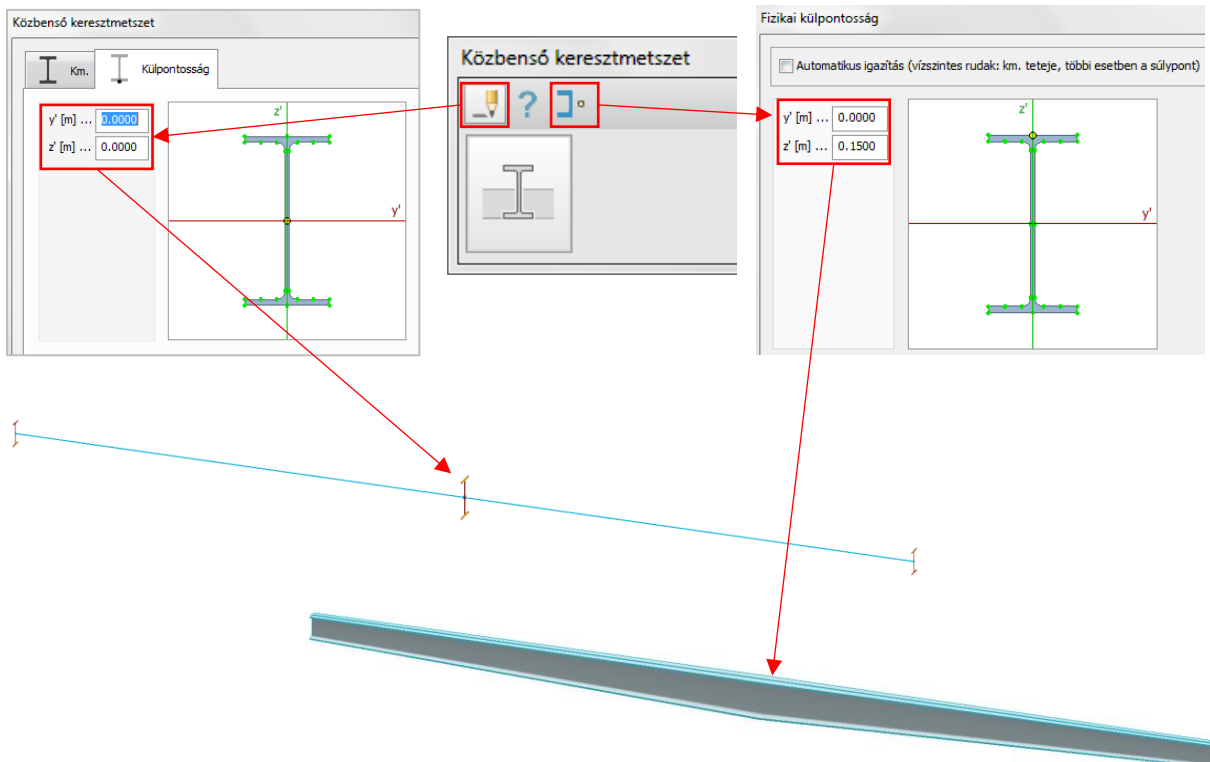 Közbenső keresztmetszet
Km.
Külpontosság
y' [m] ... 0.0000
z' [m] ... 0.0000
z'
y'
Közbenső keresztmetszet
?
Fizikai külpontosság
Automatikus igazítás (vízszintes rudak: km. teteje, többi esetben a súlypont)
y' [m] ... 0.0000
z' [m] ... 0.1500
z'
y'